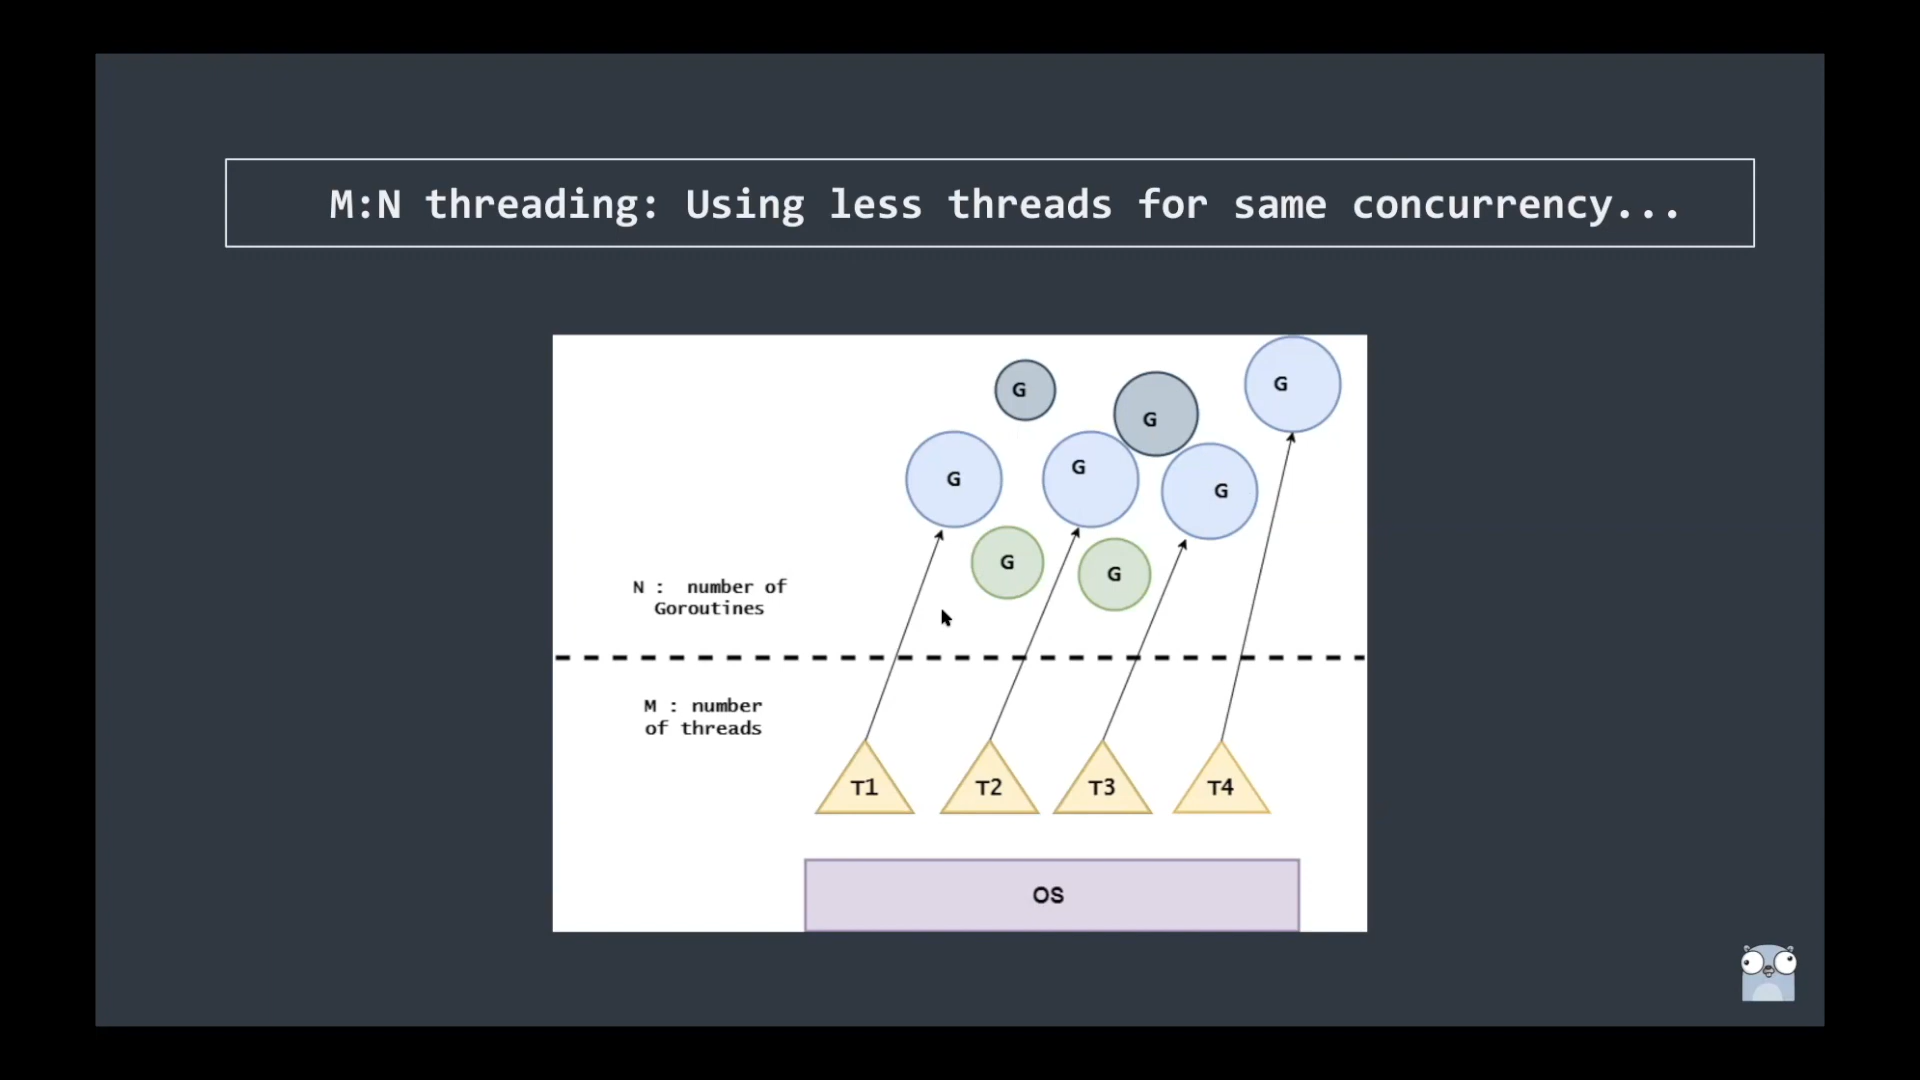 M:N threading: Using less threads for same concurrency...
G
G
G
G
G
G
G
G
N : number of
Goroutines
M : number
of threads
T1 T2 T3 T4
OS